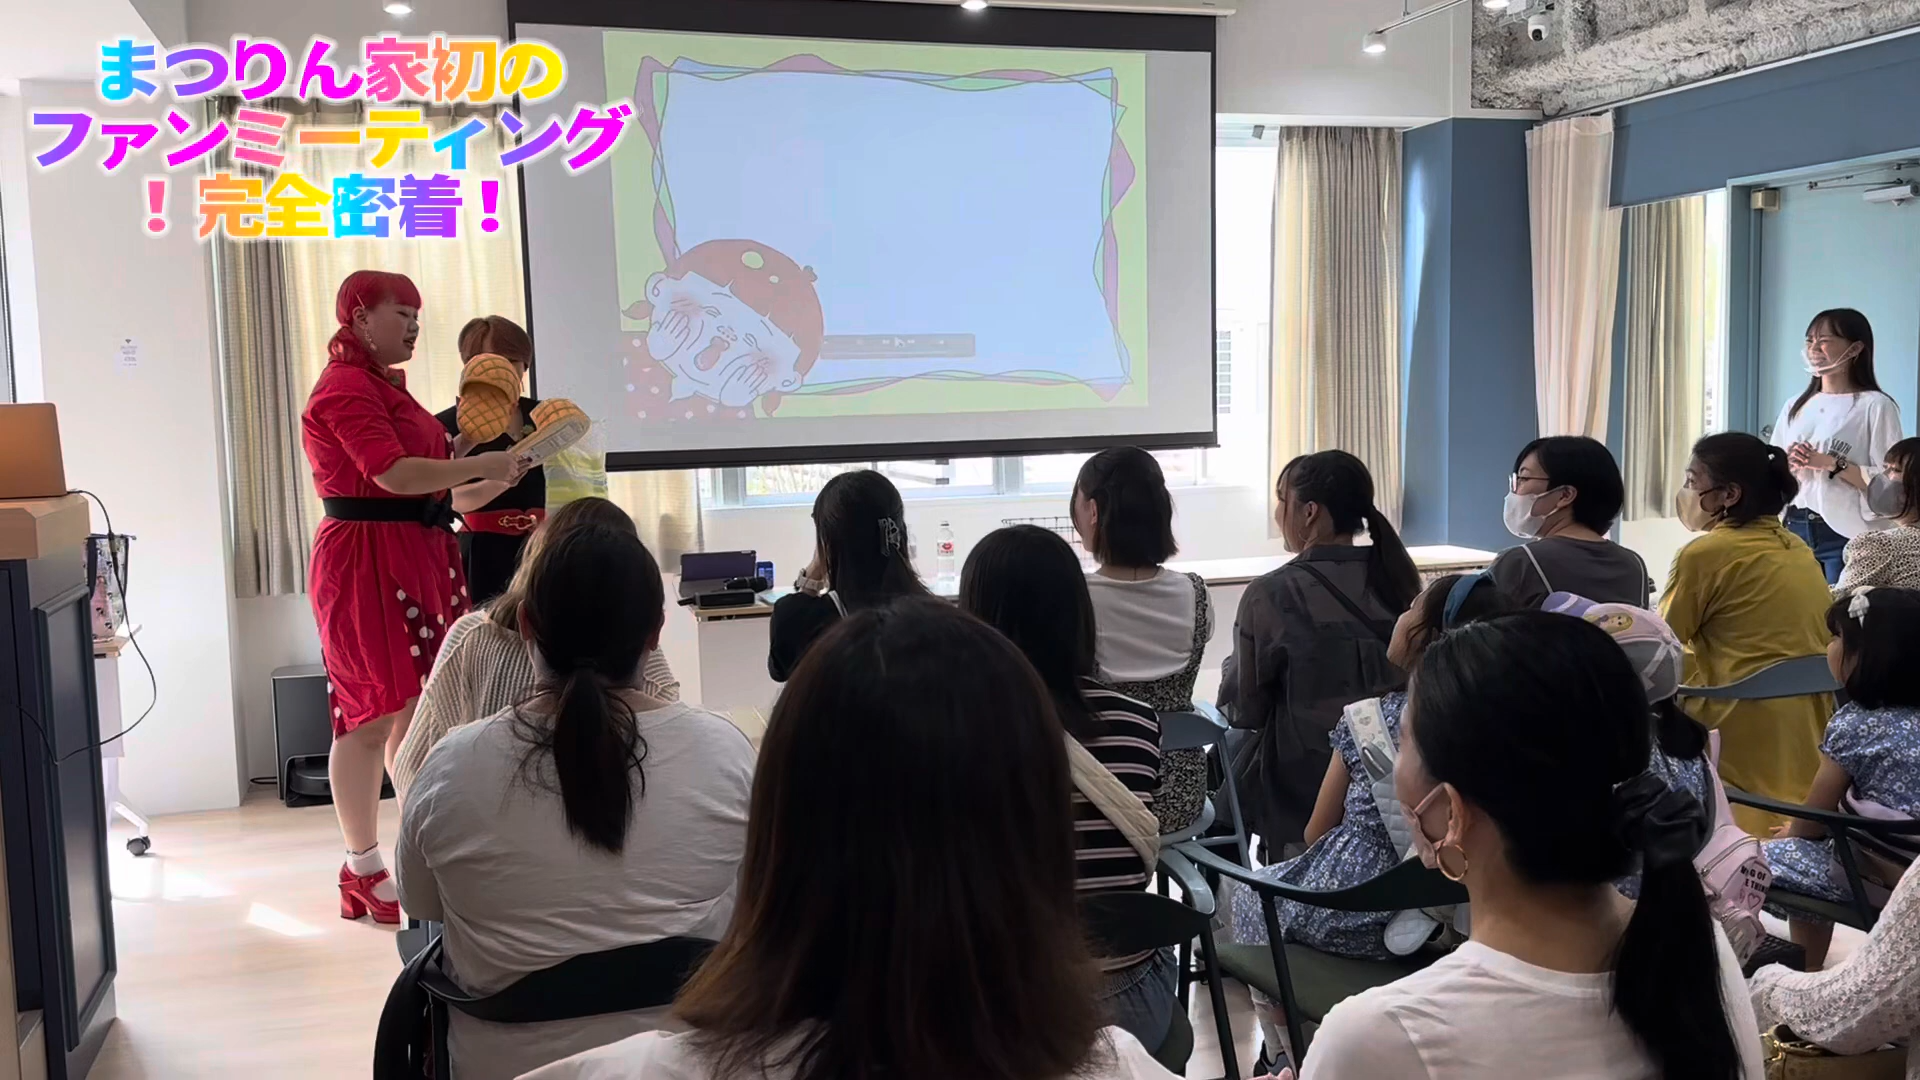 まつりん家初の
ファンミーティング
！完全密着！